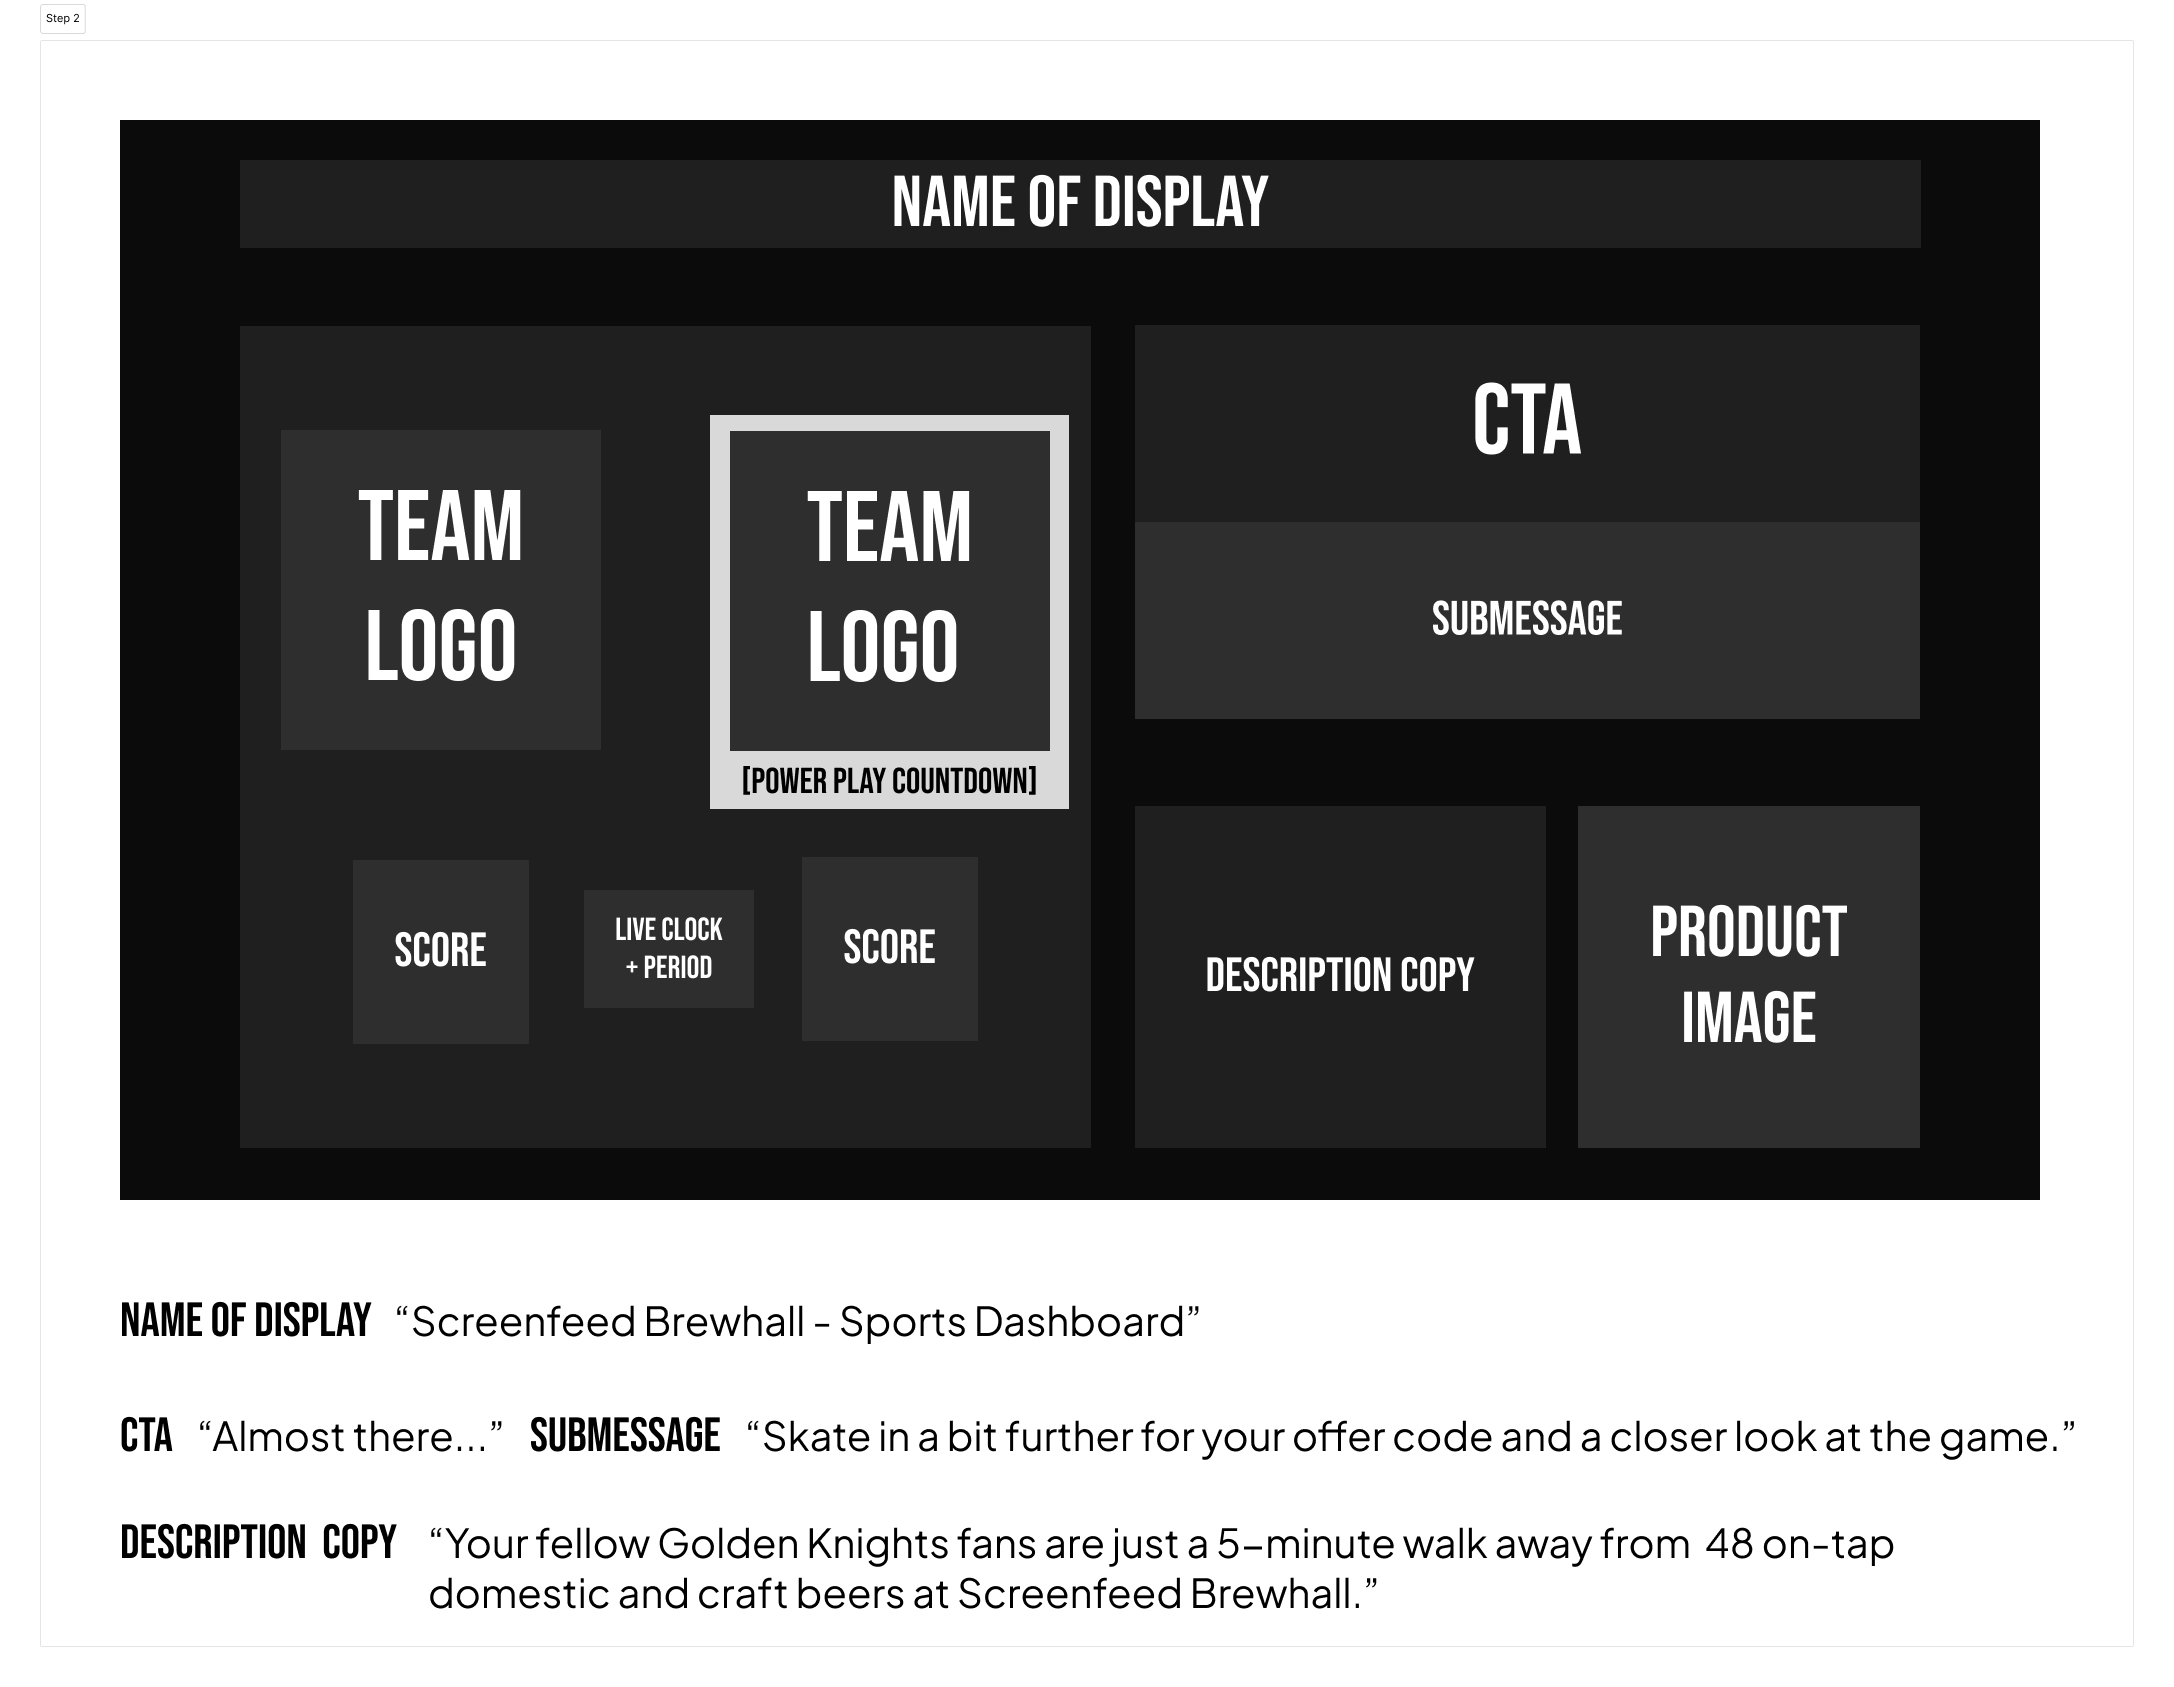 Step 2
NAME OF DISPLAY
TEAM
LOGO
TEAM
LOGO
[POWER PLAY COUNTDOWN]
SCORE
LIVE CLOCK
+ PERIOD
SCORE
CTA
SUBMESSAGE
DESCRIPTION COPY
PRODUCT
IMAGE
NAME OF DISPLAY “Screenfeed Brewhall - Sports Dashboard”
CTA “Almost there...” SUBMESSAGE “Skate in a bit further for your offer code and a closer look at the game.”
DESCRIPTION COPY “Your fellow Golden Knights fans are just a 5–minute walk away from 48 on-tap
domestic and craft beers at Screenfeed Brewhall.”